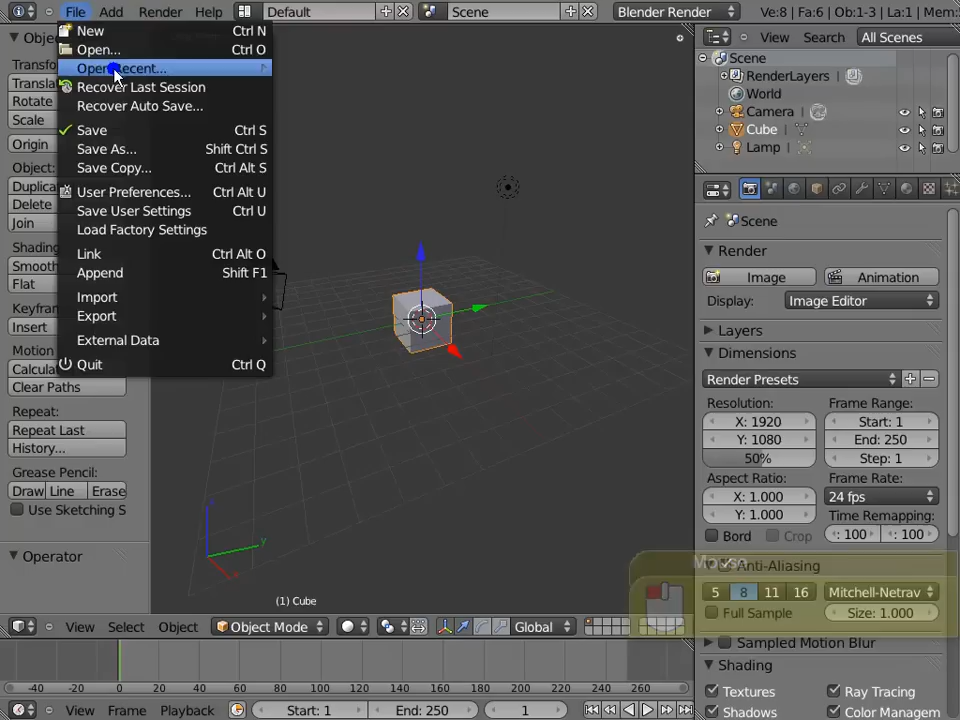 File Add Render Help Default Scene Blender Render Ve:8 | Fa:6 | Ob:1-3 | La:1 | Mem:
New Ctrl N
Open... Ctrl O
Open Recent...
Recover Last Session
Recover Auto Save...
Save Ctrl S
Save As... Shift Ctrl S
Save Copy... Ctrl Alt S
User Preferences... Ctrl Alt U
Save User Settings Ctrl U
Load Factory Settings
Link Ctrl Alt O
Append Shift F1
Import
Export
External Data
Quit Ctrl Q
Obje
Transfo
Translat
Rotate
Scale
Origin
Object:
Duplica
Delete
Join
Shading
Smooth
Flat
Keyfram
Insert
Motion
Calcula
Clear Paths
Repeat:
Repeat Last
History...
Grease Pencil:
Draw Line Erase
Use Sketching S
Operator
y
(1) Cube
View Select Object Object Mode Global
View Search All Scenes
Scene
RenderLayers
World
Camera
Cube
Lamp
Scene
Render
Image Animation
Display: Image Editor
Layers
Dimensions
Render Presets
Resolution: Frame Range:
X: 1920 Start: 1
Y: 1080 End: 250
50% Step: 1
Aspect Ratio: Frame Rate:
X: 1.000 24 fps
Y: 1.000 Time Remapping:
Bord Crop : 100 : 100
Mouse
Anti-Aliasing
5 8 11 16 Mitchell-Netrav
Full Sample Size: 1.000
Sampled Motion Blur
Shading
Textures Ray Tracing
Shadows Color Managem
-40 -20 0 20 40 60 80 100 120 140 160 180 200 220 240 260
View Frame Playback Start: 1 End: 250 1